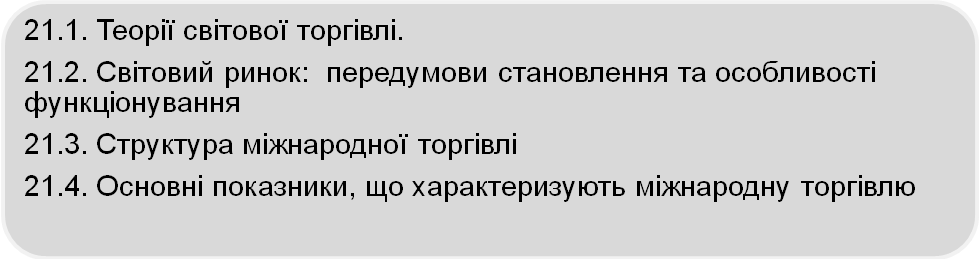 21.1. Теорії світової торгівлі.
21.2. Світовий ринок:  передумови становлення та особливості
функціонування
21.3. Структура міжнародної торгівлі
21.4. Основні показники, що характеризують міжнародну торгівлю